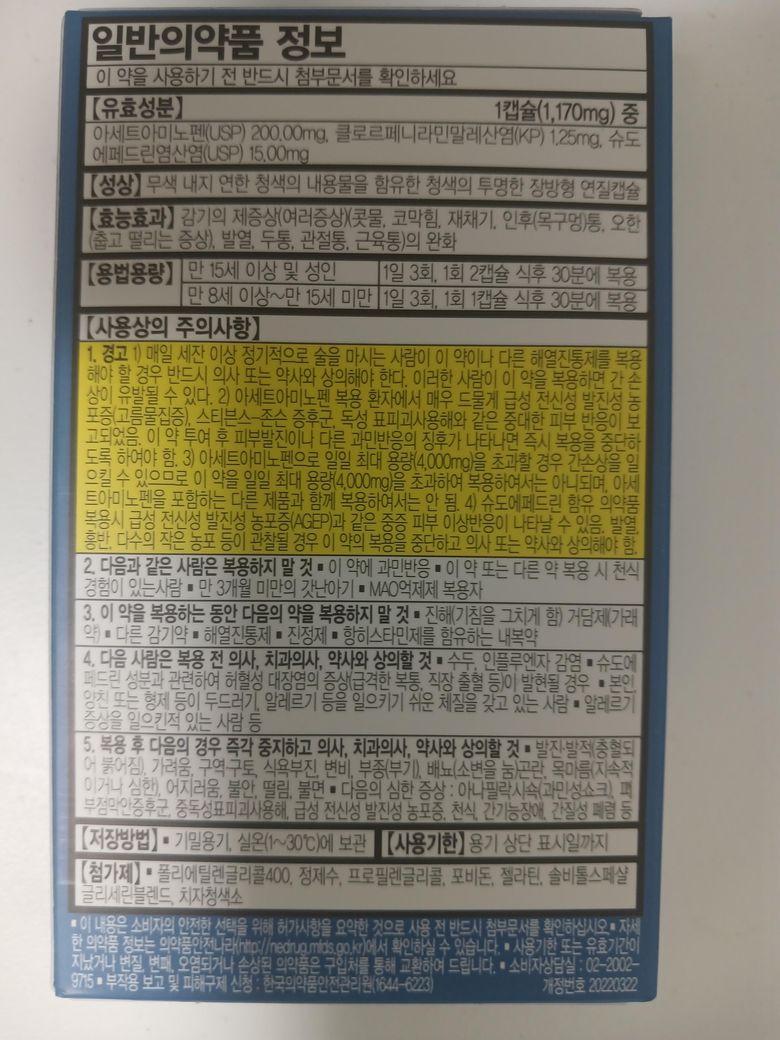 일반의약품 정보
이 약을 사용하기 전 반드시 첨부문서를 확인하세요
【유효성분】 1캡슐(1,170mg) 중
아세트아미노펜(USP) 200.00mg, 클로르페니라민말레산염(KP) 1.25mg, 슈도
에페드린염산염(USP) 15.00mg
【성상】 무색 내지 연한 청색의 내용물을 함유한 청색의 투명한 장방형 연질캡슐
【효능효과】 감기의 제증상(여러증상)(콧물, 코막힘, 재채기, 인후(목구멍)통, 오한
(춥고 떨리는 증상), 발열, 두통, 관절통, 근육통)의 완화
【용법용량】 만 15세 이상 및 성인 1일 3회, 1회 2캡슐 식후 30분에 복용
만 8세 이상~만 15세 미만 1일 3회, 1회 1캡슐 식후 30분에 복용
【사용상의 주의사항】
1. 경고 1) 매일 세잔 이상 정기적으로 술을 마시는 사람이 이 약이나 다른 해열진통제를 복용
해야 할 경우 반드시 의사 또는 약사와 상의해야 한다. 이러한 사람이 이 약을 복용하면 간 손
상이 유발될 수 있다. 2) 아세트아미노펜 복용 환자에서 매우 드물게 급성 전신성 발진성 농
포증(고름물집증), 스티븐스-존슨 증후군, 독성 표피괴사용해와 같은 중대한 피부 반응이 보
고되었음. 이 약 투여 후 피부발진이나 다른 과민반응의 징후가 나타나면 즉시 복용을 중단하
도록 하여야 함. 3) 아세트아미노펜으로 일일 최대 용량(4,000mg)을 초과할 경우 간손상을 일
으킬 수 있으므로 이 약을 일일 최대 용량(4,000mg)을 초과하여 복용하여서는 아니되며, 아세
트아미노펜을 포함하는 다른 제품과 함께 복용하여서는 안 됨. 4) 슈도에페드린 함유 의약품
복용시 급성 전신성 발진성 농포증(AGEP)과 같은 중증 피부 이상반응이 나타날 수 있음. 발열,
홍반, 다수의 작은 농포 등이 관찰될 경우 이 약의 복용을 중단하고 의사 또는 약사와 상의해야 함.
2. 다음과 같은 사람은 복용하지 말 것 ▪ 이 약에 과민반응 ▪ 이 약 또는 다른 약 복용 시 천식
경험이 있는사람 ▪ 만 3개월 미만의 갓난아기 ▪ MAO억제제 복용자
3. 이 약을 복용하는 동안 다음의 약을 복용하지 말 것 ▪ 진해(기침을 그치게 함) 거담제(가래
약) ▪ 다른 감기약 ▪ 해열진통제 ▪ 진정제 ▪ 항히스타민제를 함유하는 내복약
4. 다음 사람은 복용 전 의사, 치과의사, 약사와 상의할 것 ▪ 수두, 인플루엔자 감염 ▪ 슈도에
페드린 성분과 관련하여 허혈성 대장염의 증상(급격한 복통, 직장 출혈 등)이 발현될 경우 ▪ 본인,
양친 또는 형제 등이 두드러기, 알레르기 등을 일으키기 쉬운 체질을 갖고 있는 사람 ▪ 알레르기
증상을 일으킨적 있는 사람 등
5. 복용 후 다음의 경우 즉각 중지하고 의사, 치과의사, 약사와 상의할 것 ▪ 발진·발적(충혈되
어 붉어짐), 가려움, 구역·구토, 식욕부진, 변비, 부종(부기), 배뇨(소변을 눔)곤란, 목마름(지속적
이거나 심한), 어지러움, 불안, 떨림, 불면 ▪ 다음의 심한 증상 : 아나필락시속(과민성쇼크), 피
부점막안증후군, 중독성표피괴사용해, 급성 전신성 발진성 농포증, 천식, 간기능장애, 간질성 폐렴 등
【저장방법】 ▪ 기밀용기, 실온(1~30℃)에 보관 【사용기한】 용기 상단 표시일까지
【첨가제】 ▪ 폴리에틸렌글리콜400, 정제수, 프로필렌글리콜, 포비돈, 젤라틴, 솔비톨스페샬
글리세린블렌드, 치자청색소
▪ 이 내용은 소비자의 안전한 선택을 위해 허가사항을 요약한 것으로 사용 전 반드시 첨부문서를 확인하십시오 ▪ 자세
한 의약품 정보는 의약품안전나라(http://nedrug.mfds.go.kr)에서 확인하실 수 있습니다. ▪ 사용기한 또는 유효기간이
지났거나 변질, 변패, 오염되거나 손상된 의약품은 구입처를 통해 교환하여 드립니다. ▪ 소비자상담실 : 02-2002-
9715 ▪ 부작용 보고 및 피해구제 신청 : 한국의약품안전관리원(1644-6223) 개정번호 20220322